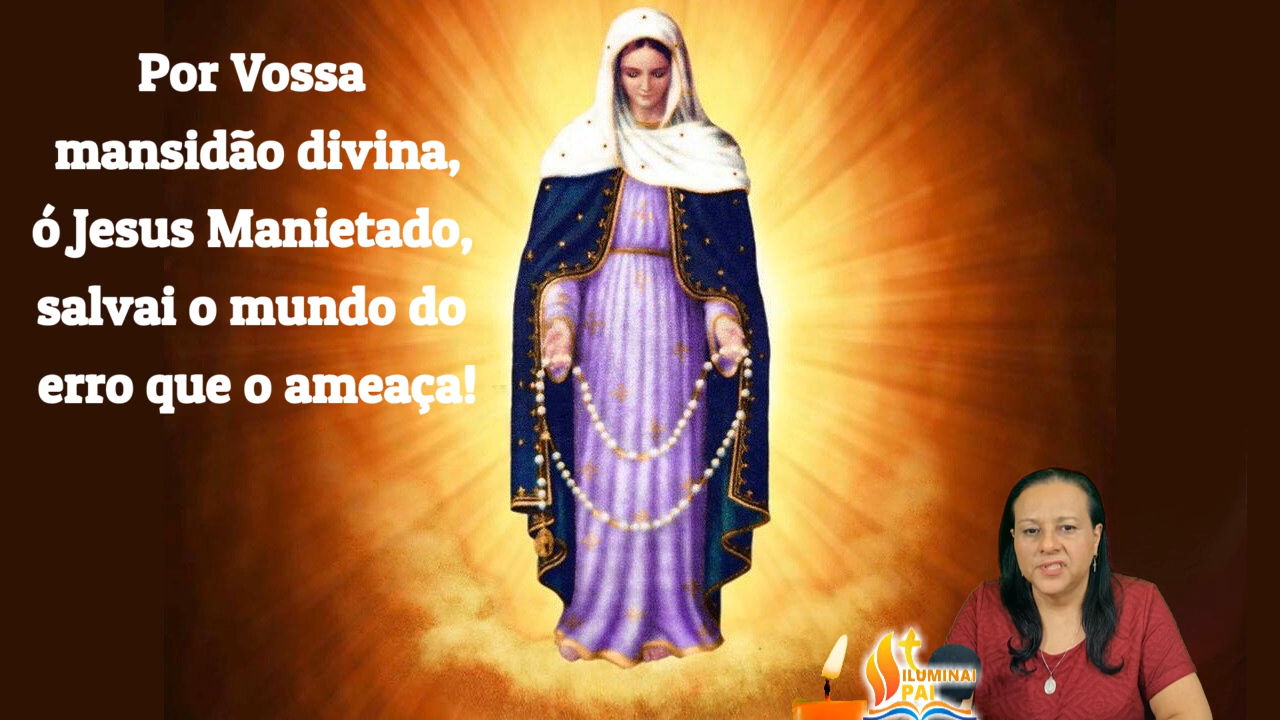 Por Vossa
mansidão divina,
ó Jesus Manietado,
salvai o mundo do
erro que o ameaça!
ILUMINAI
PAI